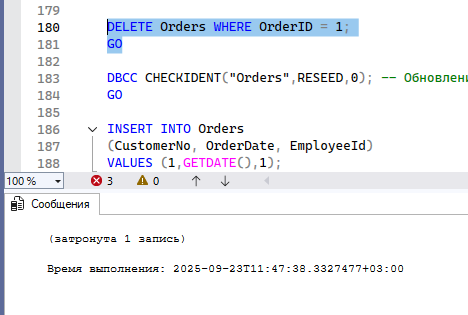 179
180 DELETE Orders WHERE OrderID = 1;
181 GO
182
183 DBCC CHECKIDENT("Orders",RESEED,0); -- Обновлени
184 GO
185
186 INSERT INTO Orders
187 (CustomerNo, OrderDate, EmployeeId)
188 VALUES (1,GETDATE(),1);
100 % 3 0
Сообщения
(затронута 1 запись)
Время выполнения: 2025-09-23T11:47:38.3327477+03:00